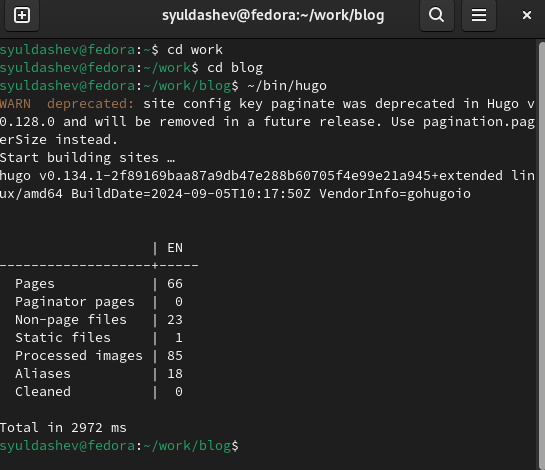 syuldashev@fedora:~/work/blog
syuldashev@fedora:~$ cd work
syuldashev@fedora:~/work$ cd blog
syuldashev@fedora:~/work/blog$ ~/bin/hugo
WARN  deprecated: site config key paginate was deprecated in Hugo v
0.128.0 and will be removed in a future release. Use pagination.pag
erSize instead.
Start building sites …
hugo v0.134.1-2f89169baa87a9db47e288b60705f4e99e21a945+extended lin
ux/amd64 BuildDate=2024-09-05T10:17:50Z VendorInfo=gohugoio
                   | EN
-------------------+-----
  Pages            | 66
  Paginator pages  |  0
  Non-page files   | 23
  Static files     |  1
  Processed images | 85
  Aliases          | 18
  Cleaned          |  0
Total in 2972 ms
syuldashev@fedora:~/work/blog$